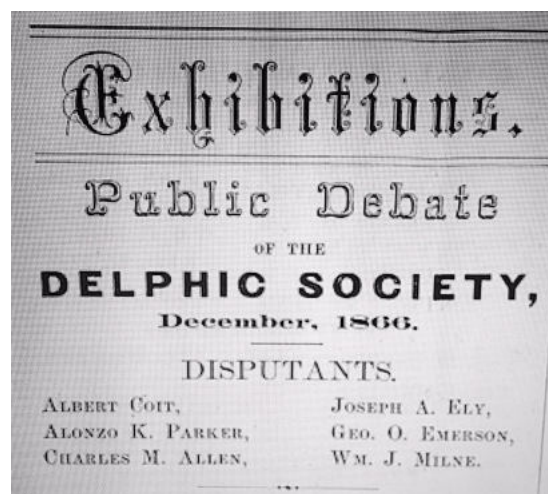 Exhibitions.
Public Debate
OF THE
DELPHIC SOCIETY,
December, 1866.
DISPUTANTS.
ALBERT COIT,
JOSEPH A. ELY,
ALONZO K. PARKER,
GEO. O. EMERSON,
CHARLES M. ALLEN,
WM. J. MILNE.